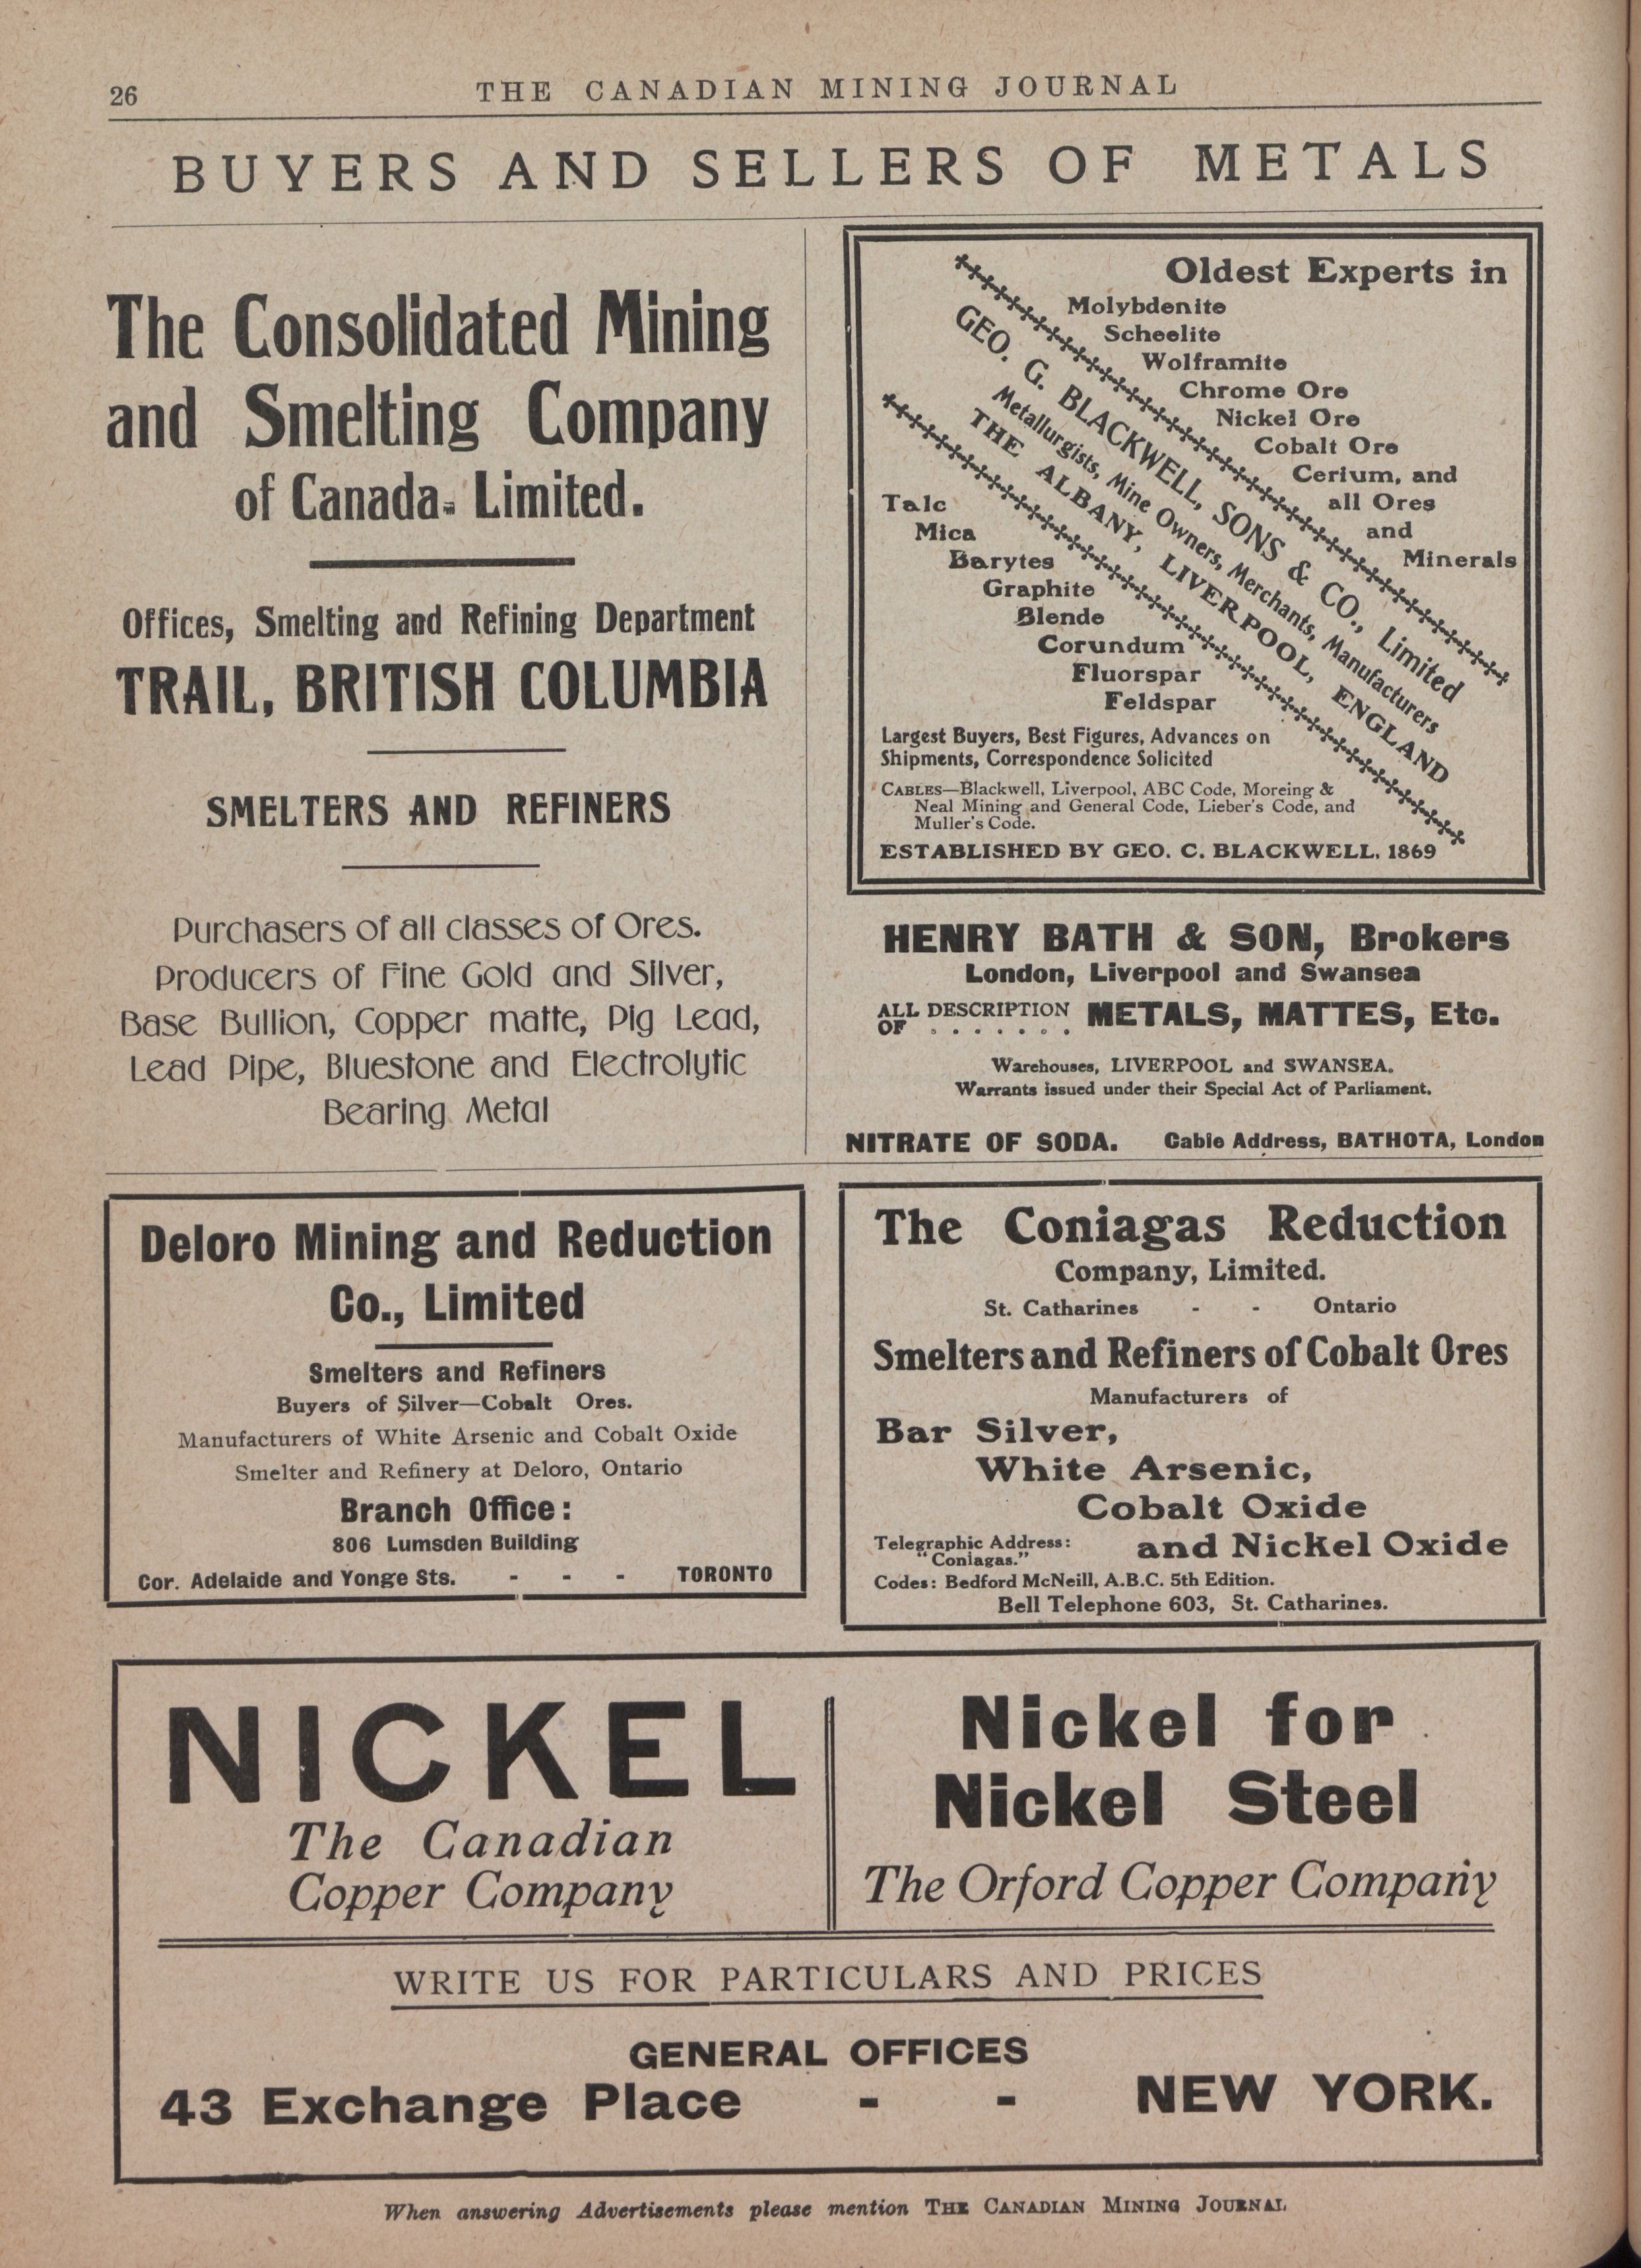 26
THE CANADIAN MINING JOURNAL
BUYERS AND SELLERS OF METALS
The Consolidated Mining
and Smelting Company
of Canada, Limited.
Offices, Smelting and Refining Department
TRAIL, BRITISH COLUMBIA
SMELTERS AND REFINERS
Purchasers of all classes of Ores.
Producers of Fine Gold and Silver,
Base Bullion, Copper matte, Pig Lead,
Lead Pipe, Bluestone and Electrolytic
Bearing Metal
Oldest Experts in
Molybdenite
Scheelite
Wolframite
Chrome Ore
Nickel Ore
Cobalt Ore
Cerium, and
all Ores
and
Minerals
GEO. G. BLACKWELL, SONS & CO., Limited
Metallurgists, Mine Owners, Merchants, Manufacturers
THE ALBANY, LIVERPOOL, ENGLAND
Talc
Mica
Barytes
Graphite
Blende
Corundum
Fluorspar
Feldspar
Largest Buyers, Best Figures, Advances on
Shipments, Correspondence Solicited
CABLES—Blackwell, Liverpool, ABC Code, Moreing &
Neal Mining and General Code, Lieber's Code, and
Muller's Code.
ESTABLISHED BY GEO. C. BLACKWELL, 1869
HENRY BATH & SON, Brokers
London, Liverpool and Swansea
ALL DESCRIPTION METALS, MATTES, Etc.
OF . . . . . . .
Warehouses, LIVERPOOL and SWANSEA.
Warrants issued under their Special Act of Parliament.
NITRATE OF SODA. Cable Address, BATHOTA, London
Deloro Mining and Reduction
Co., Limited
Smelters and Refiners
Buyers of Silver—Cobalt Ores.
Manufacturers of White Arsenic and Cobalt Oxide
Smelter and Refinery at Deloro, Ontario
Branch Office:
806 Lumsden Building
Cor. Adelaide and Yonge Sts. - - - TORONTO
The Coniagas Reduction
Company, Limited.
St. Catharines - - Ontario
Smelters and Refiners of Cobalt Ores
Manufacturers of
Bar Silver,
White Arsenic,
Cobalt Oxide
and Nickel Oxide
Telegraphic Address:
"Coniagas."
Codes: Bedford McNeill, A.B.C. 5th Edition.
Bell Telephone 603, St. Catharines.
NICKEL
The Canadian
Copper Company
Nickel for
Nickel Steel
The Orford Copper Company
WRITE US FOR PARTICULARS AND PRICES
GENERAL OFFICES
43 Exchange Place - - NEW YORK.
When answering Advertisements please mention THE CANADIAN MINING JOURNAL